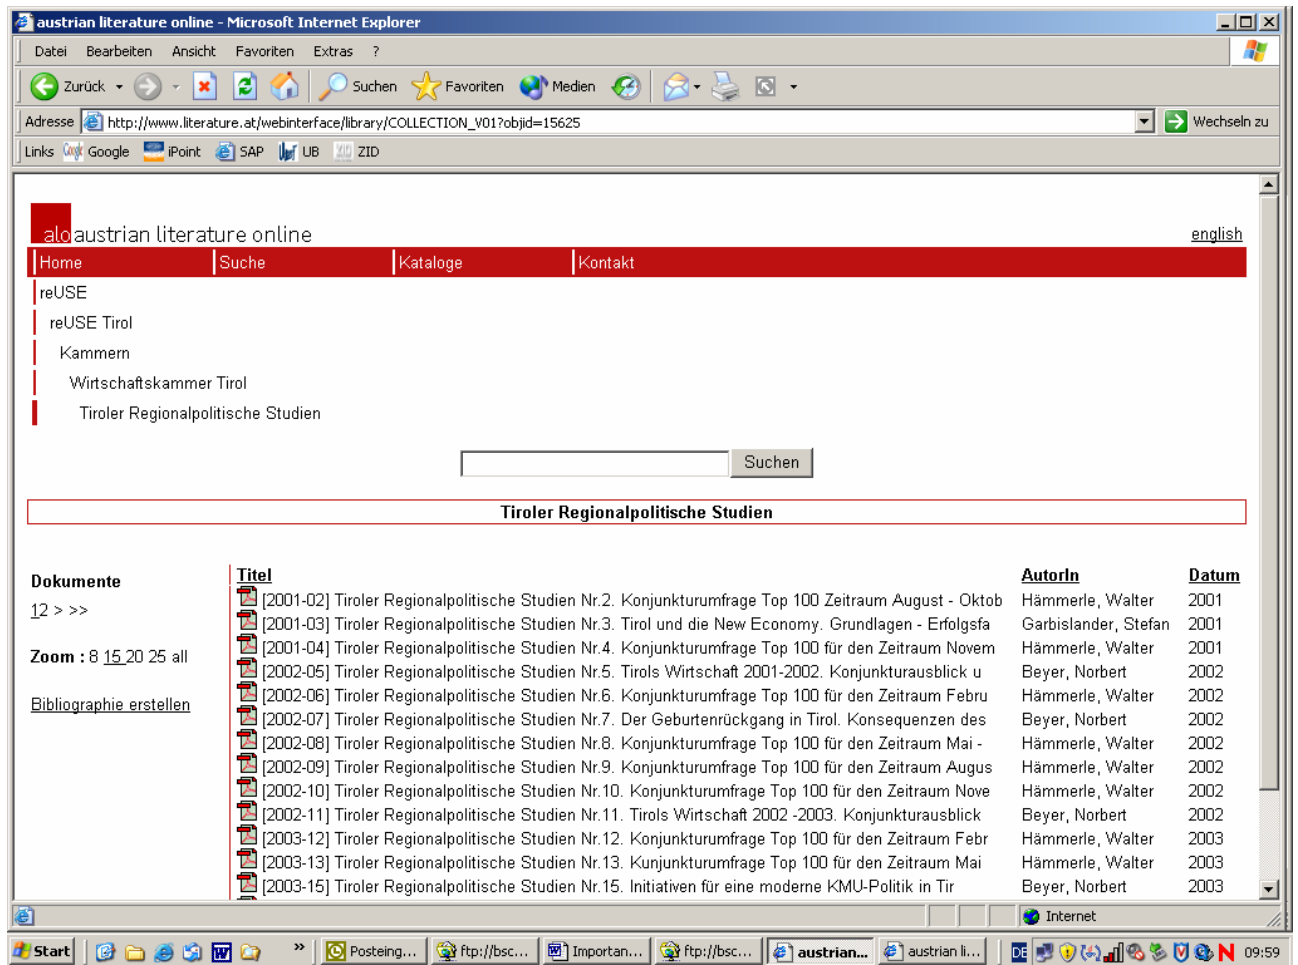 austrian literature online - Microsoft Internet Explorer
Datei Bearbeiten Ansicht Favoriten Extras ?
Zurück Suchen Favoriten Medien
Adresse http://www.literature.at/webinterface/library/COLLECTION_V01?objid=15625 Wechseln zu
Links Google iPoint SAP UB ZID
alo austrian literature online english
Home Suche Kataloge Kontakt
reUSE
reUSE Tirol
Kammern
Wirtschaftskammer Tirol
Tiroler Regionalpolitische Studien
Suchen
Tiroler Regionalpolitische Studien
Dokumente
12 > >>
Zoom : 8 15 20 25 all
Bibliographie erstellen
Titel AutorIn Datum
[2001-02] Tiroler Regionalpolitische Studien Nr.2. Konjunkturumfrage Top 100 Zeitraum August - Oktob Hämmerle, Walter 2001
[2001-03] Tiroler Regionalpolitische Studien Nr.3. Tirol und die New Economy. Grundlagen - Erfolgsfa Garbislander, Stefan 2001
[2001-04] Tiroler Regionalpolitische Studien Nr.4. Konjunkturumfrage Top 100 für den Zeitraum Novem Hämmerle, Walter 2001
[2002-05] Tiroler Regionalpolitische Studien Nr.5. Tirols Wirtschaft 2001-2002. Konjunkturausblick u Beyer, Norbert 2002
[2002-06] Tiroler Regionalpolitische Studien Nr.6. Konjunkturumfrage Top 100 für den Zeitraum Febru Hämmerle, Walter 2002
[2002-07] Tiroler Regionalpolitische Studien Nr.7. Der Geburtenrückgang in Tirol. Konsequenzen des Beyer, Norbert 2002
[2002-08] Tiroler Regionalpolitische Studien Nr.8. Konjunkturumfrage Top 100 für den Zeitraum Mai - Hämmerle, Walter 2002
[2002-09] Tiroler Regionalpolitische Studien Nr.9. Konjunkturumfrage Top 100 für den Zeitraum Augus Hämmerle, Walter 2002
[2002-10] Tiroler Regionalpolitische Studien Nr.10. Konjunkturumfrage Top 100 für den Zeitraum Nove Hämmerle, Walter 2002
[2002-11] Tiroler Regionalpolitische Studien Nr.11. Tirols Wirtschaft 2002 -2003. Konjunkturausblick Beyer, Norbert 2002
[2003-12] Tiroler Regionalpolitische Studien Nr.12. Konjunkturumfrage Top 100 für den Zeitraum Febr Hämmerle, Walter 2003
[2003-13] Tiroler Regionalpolitische Studien Nr.13. Kunjunkturumfrage Top 100 für den Zeitraum Mai Hämmerle, Walter 2003
[2003-15] Tiroler Regionalpolitische Studien Nr.15. Initiativen für eine moderne KMU-Politik in Tir Beyer, Norbert 2003
Internet
Start » Posteing... ftp://bsc... Importan... ftp://bsc... austrian... austrian li... DE 09:59